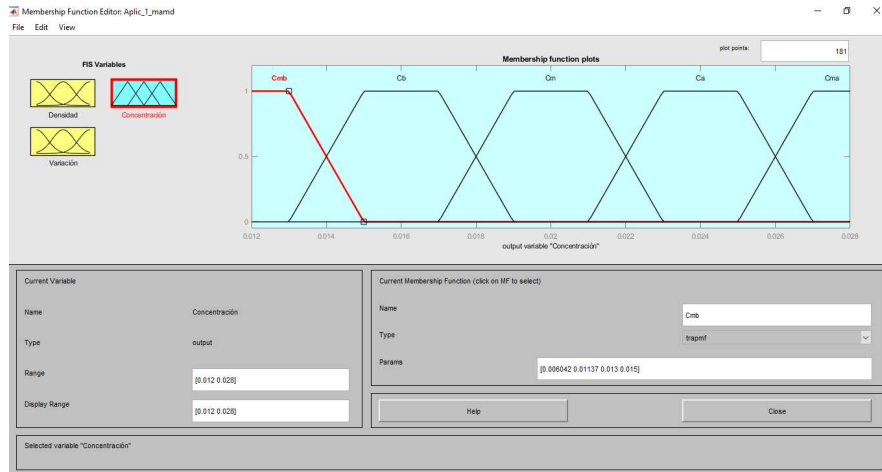 Membership Function Editor: Aplic_1_mamd
File Edit View
FIS Variables
Densidad
Concentración
Variación
plot points:
181
Membership function plots
Cmb
Cb
Cm
Ca
Cma
1
0.5
0
0.012
0.014
0.016
0.018
0.02
0.022
0.024
0.026
0.028
output variable "Concentración"
Current Variable
Name
Concentración
Type
output
Range
[0.012 0.028]
Display Range
[0.012 0.028]
Current Membership Function (click on MF to select)
Name
Cmb
Type
trapmf
Params
[0.006042 0.01137 0.013 0.015]
Help
Close
Selected variable "Concentración"